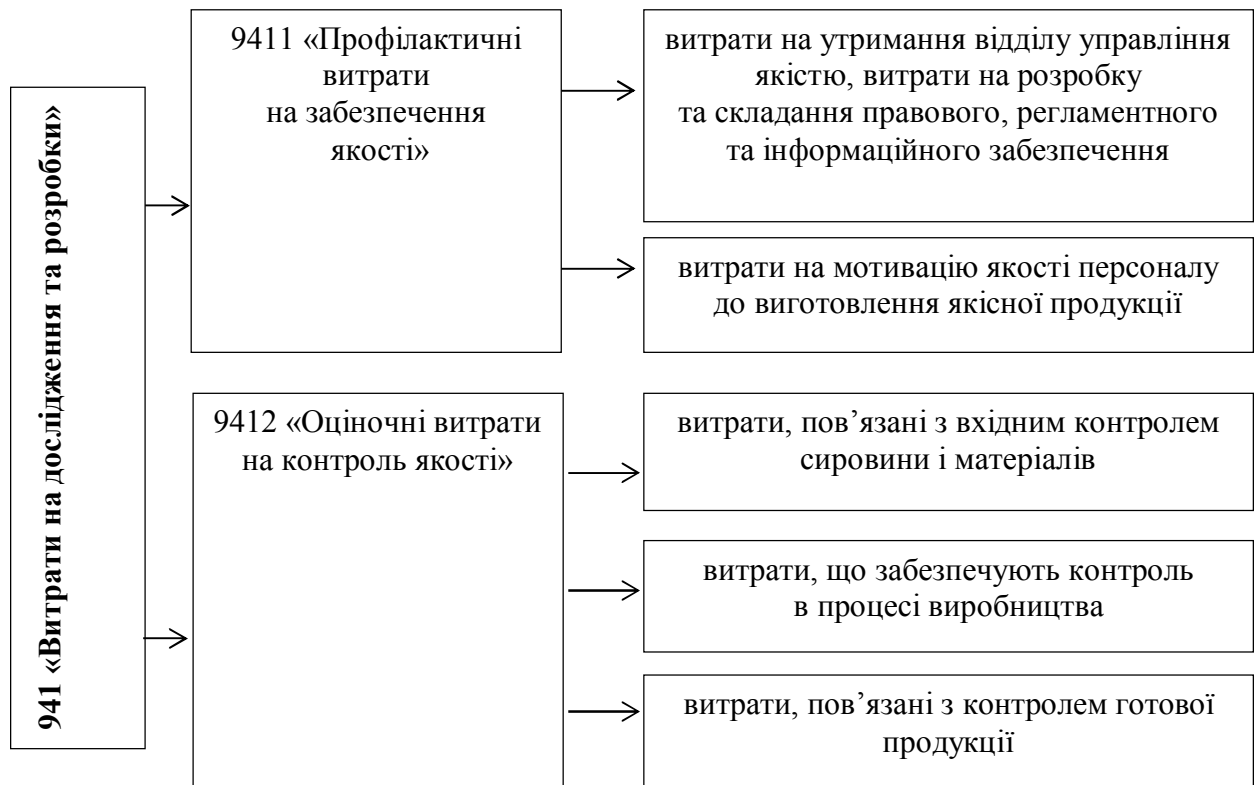 941 «Витрати на дослідження та розробки»
9411 «Профілактичні
витрати
на забезпечення
якості»
витрати на утримання відділу управління
якістю, витрати на розробку
та складання правового, регламентного
та інформаційного забезпечення
витрати на мотивацію якості персоналу
до виготовлення якісної продукції
9412 «Оціночні витрати
на контроль якості»
витрати, пов’язані з вхідним контролем
сировини і матеріалів
витрати, що забезпечують контроль
в процесі виробництва
витрати, пов’язані з контролем готової
продукції